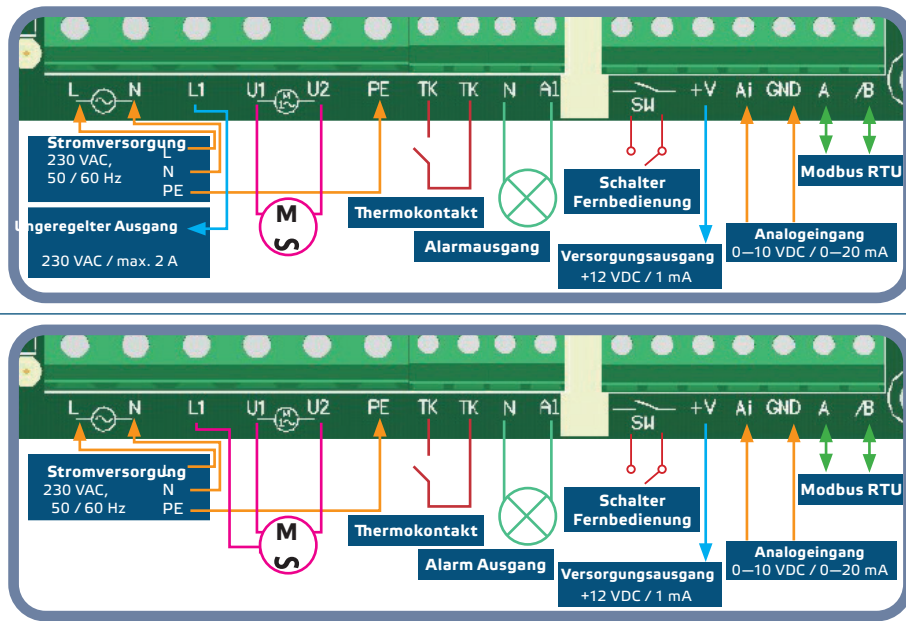 L N L1 U1 M 1~ U2 PE TK TK N A1 SW +V Ai GND A /B
Stromversorgung
230 VAC, L
50 / 60 Hz N
PE
Ungeregelter Ausgang
230 VAC / max. 2 A
M
Thermokontakt
Alarmausgang
Schalter
Fernbedienung
Versorgungsausgang
+12 VDC / 1 mA
Modbus RTU
Analogeingang
0—10 VDC / 0—20 mA
L N L1 U1 M 1~ U2 PE TK TK N A1 SW +V Ai GND A /B
Stromversorgung L
230 VAC, N
50 / 60 Hz PE
M
Thermokontakt
Alarm Ausgang
Schalter
Fernbedienung
Versorgungsausgang
+12 VDC / 1 mA
Modbus RTU
Analogeingang
0—10 VDC / 0—20 mA